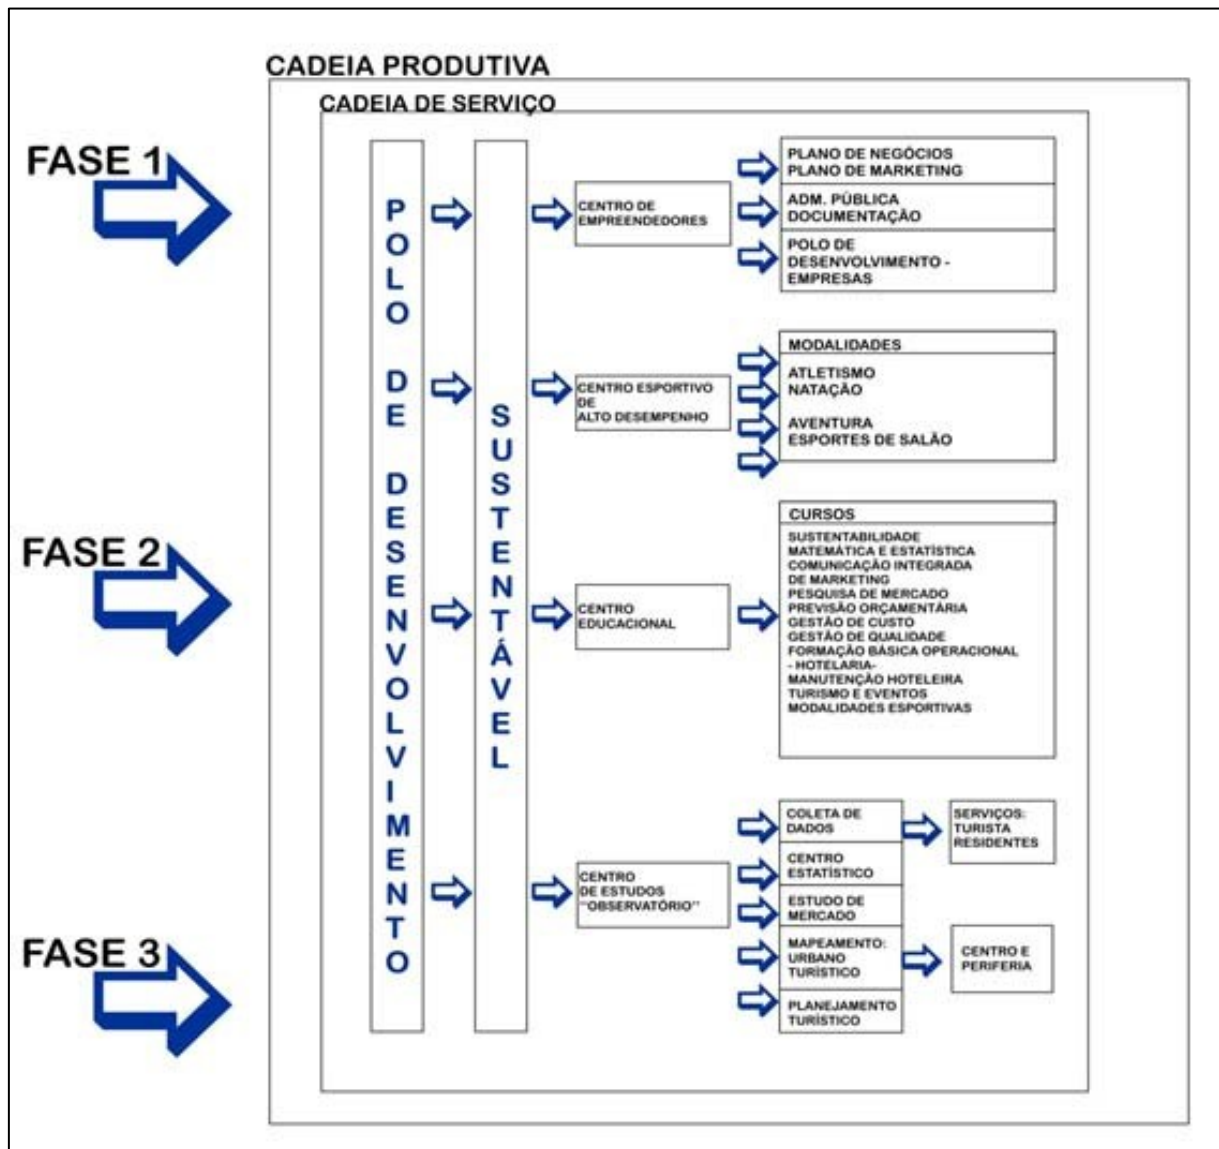 CADEIA PRODUTIVA
CADEIA DE SERVIÇO
FASE 1
FASE 2
FASE 3
POLO DE DESENVOLVIMENTO
SUSTENTÁVEL
CENTRO DE
EMPREENDEDORES
PLANO DE NEGÓCIOS
PLANO DE MARKETING
ADM. PÚBLICA
DOCUMENTAÇÃO
POLO DE
DESENVOLVIMENTO -
EMPRESAS
CENTRO ESPORTIVO
DE
ALTO DESEMPENHO
MODALIDADES
ATLETISMO
NATAÇÃO
AVENTURA
ESPORTES DE SALÃO
CENTRO
EDUCACIONAL
CURSOS
SUSTENTABILIDADE
MATEMÁTICA E ESTATÍSTICA
COMUNICAÇÃO INTEGRADA
DE MARKETING
PESQUISA DE MERCADO
PREVISÃO ORÇAMENTÁRIA
GESTÃO DE CUSTO
GESTÃO DE QUALIDADE
FORMAÇÃO BÁSICA OPERACIONAL
- HOTELARIA-
MANUTENÇÃO HOTELEIRA
TURISMO E EVENTOS
MODALIDADES ESPORTIVAS
CENTRO
DE ESTUDOS
"OBSERVATÓRIO"
COLETA DE
DADOS
CENTRO
ESTATÍSTICO
ESTUDO DE
MERCADO
MAPEAMENTO:
URBANO
TURÍSTICO
PLANEJAMENTO
TURÍSTICO
SERVIÇOS:
TURISTA
RESIDENTES
CENTRO E
PERIFERIA